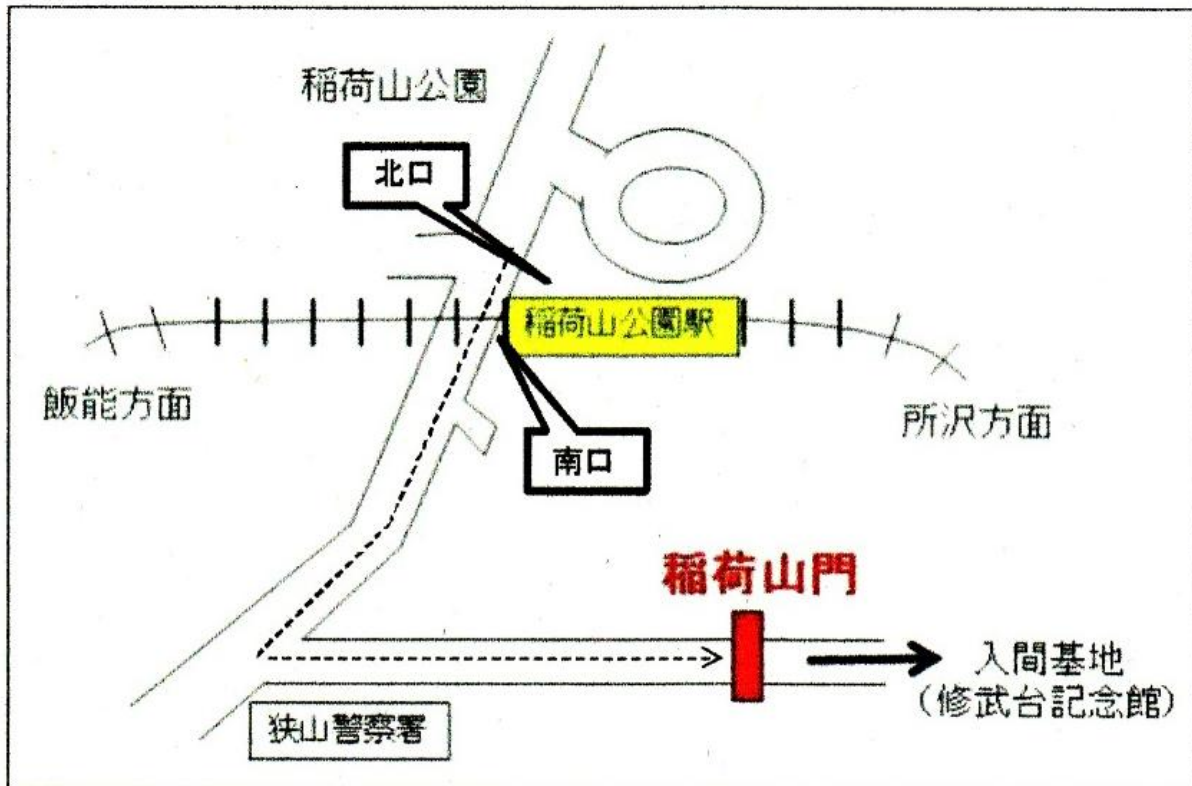 稲荷山公園
北口
稲荷山公園駅
飯能方面
所沢方面
南口
稲荷山門
入間基地
(修武台記念館)
狭山警察署